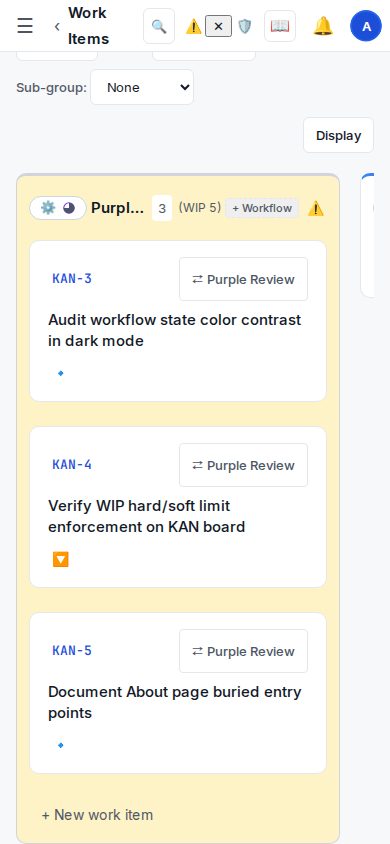 Work
Items
A
Sub-group: None
Display
Purpl... 3 (WIP 5) + Workflow
KAN-3 Purple Review
Audit workflow state color contrast
in dark mode
KAN-4 Purple Review
Verify WIP hard/soft limit
enforcement on KAN board
KAN-5 Purple Review
Document About page buried entry
points
+ New work item